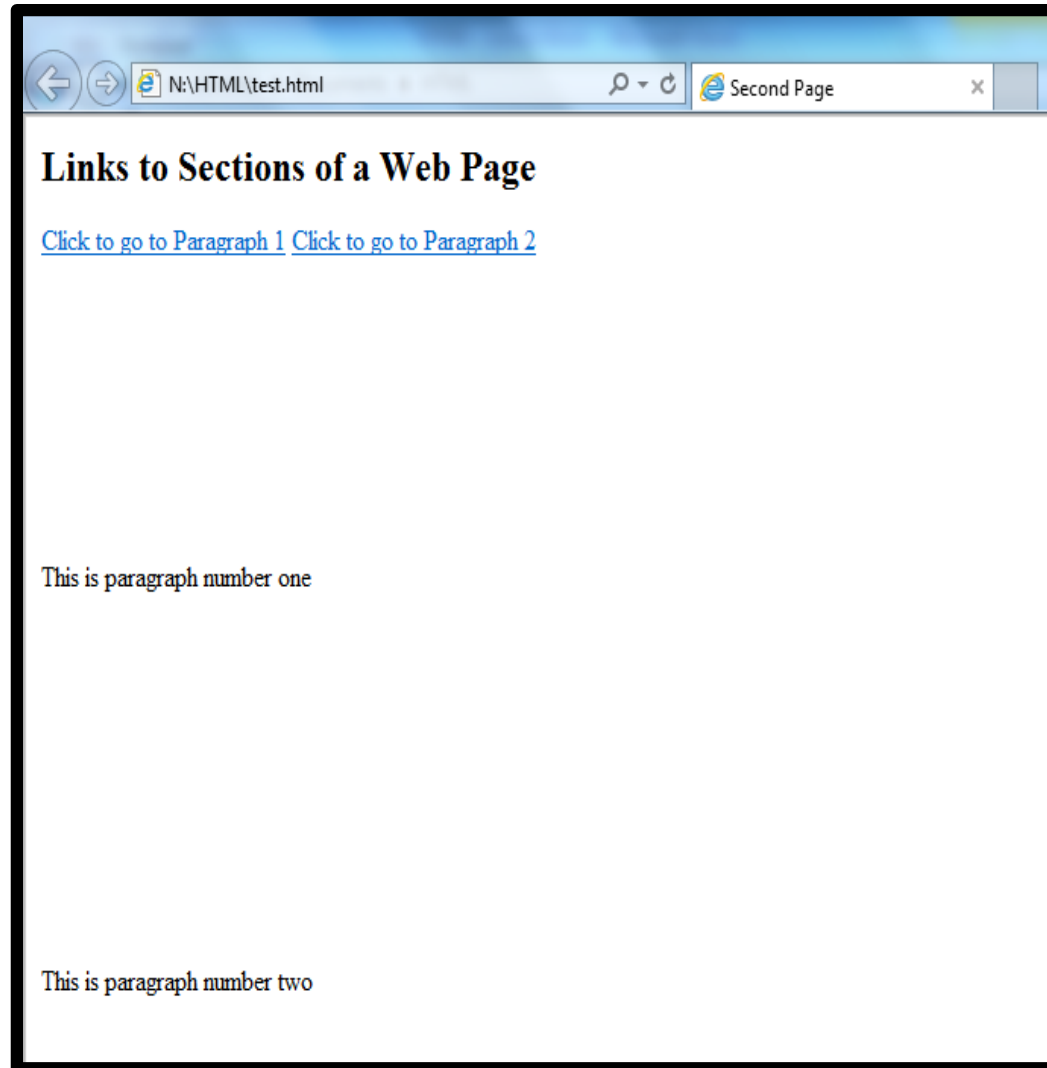 N:\HTML\test.html
Second Page
Links to Sections of a Web Page
Click to go to Paragraph 1 Click to go to Paragraph 2
This is paragraph number one
This is paragraph number two